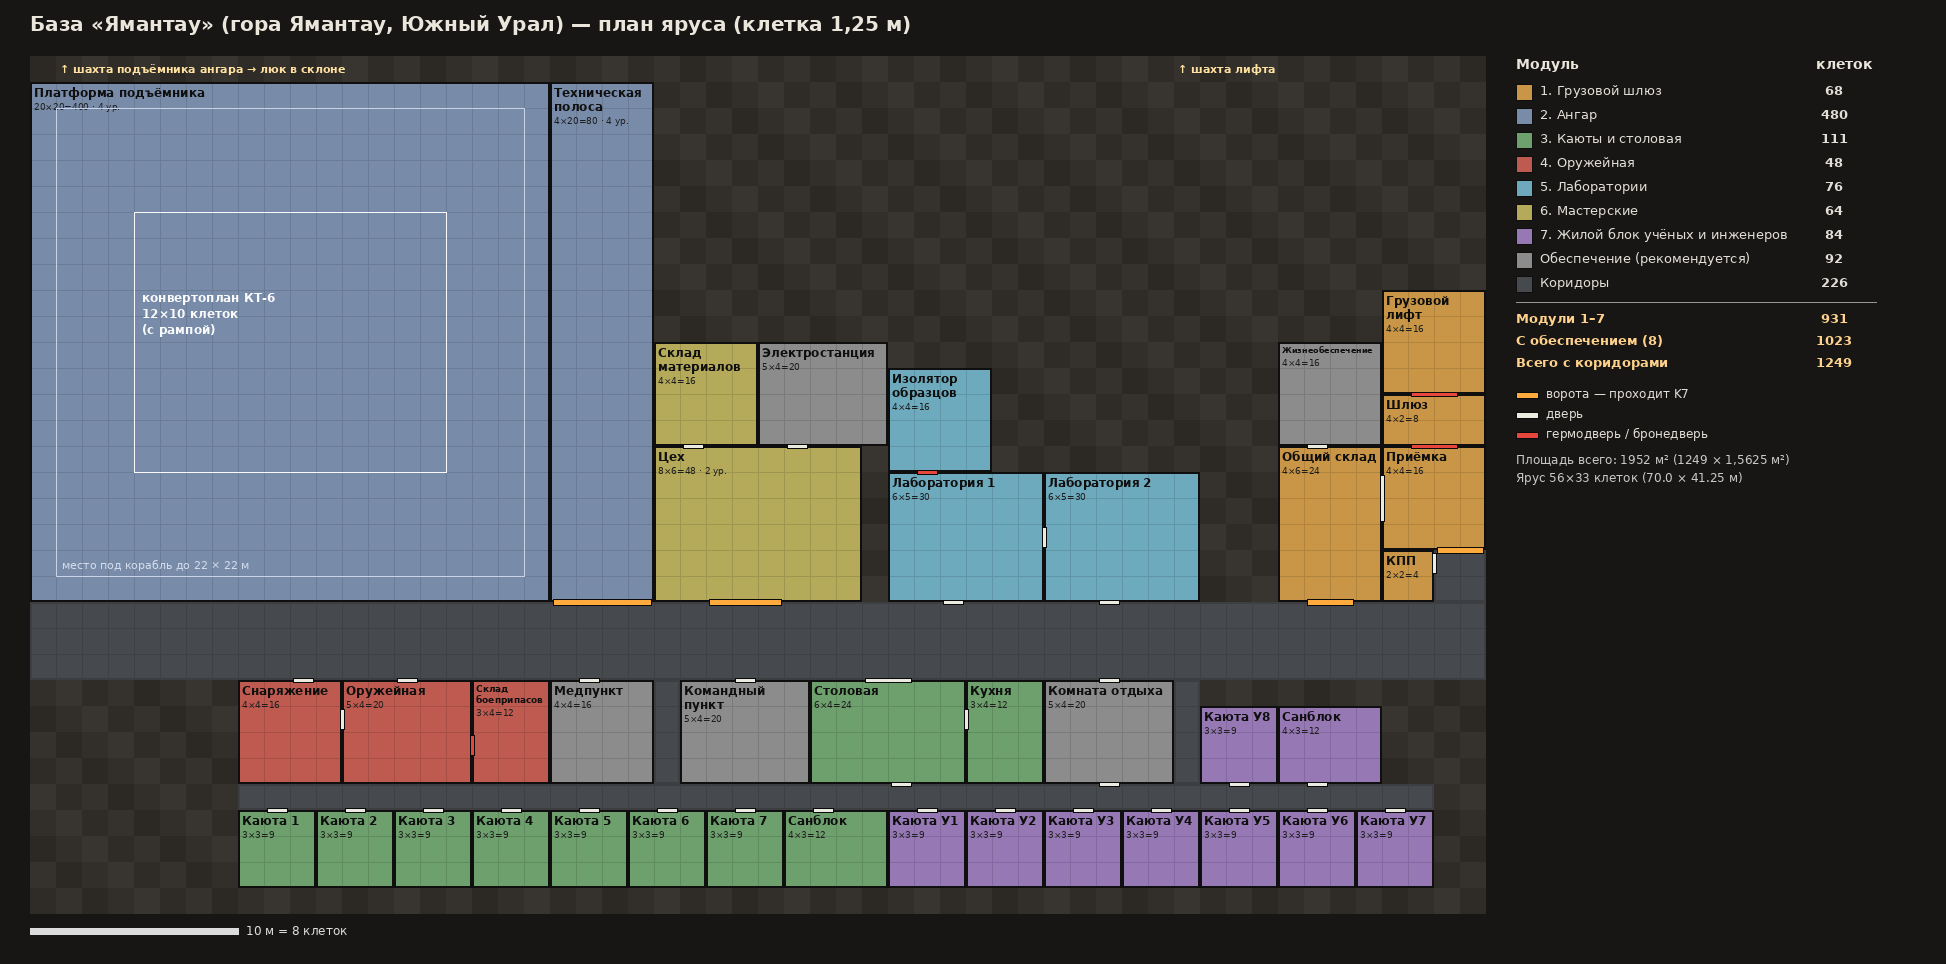 База «Ямантау» (гора Ямантау, Южный Урал) — план яруса (клетка 1,25 м)
↑ шахта подъёмника ангара → люк в склоне
↑ шахта лифта
Платформа подъёмника
20×20=400 · 4 ур.
Техническая
полоса
4×20=80 · 4 ур.
конвертоплан КТ-6
12×10 клеток
(с рампой)
место под корабль до 22 × 22 м
Склад
материалов
4×4=16
Электростанция
5×4=20
Изолятор
образцов
4×4=16
Цех
8×6=48 · 2 ур.
Лаборатория 1
6×5=30
Лаборатория 2
6×5=30
Жизнеобеспечение
4×4=16
Грузовой
лифт
4×4=16
Шлюз
4×2=8
Общий склад
4×6=24
Приёмка
4×4=16
КПП
2×2=4
Снаряжение
4×4=16
Оружейная
5×4=20
Склад
боеприпасов
3×4=12
Медпункт
4×4=16
Командный
пункт
5×4=20
Столовая
6×4=24
Кухня
3×4=12
Комната отдыха
5×4=20
Каюта У8
3×3=9
Санблок
4×3=12
Каюта 1
3×3=9
Каюта 2
3×3=9
Каюта 3
3×3=9
Каюта 4
3×3=9
Каюта 5
3×3=9
Каюта 6
3×3=9
Каюта 7
3×3=9
Санблок
4×3=12
Каюта У1
3×3=9
Каюта У2
3×3=9
Каюта У3
3×3=9
Каюта У4
3×3=9
Каюта У5
3×3=9
Каюта У6
3×3=9
Каюта У7
3×3=9
10 м = 8 клеток
Модуль клеток
1. Грузовой шлюз 68
2. Ангар 480
3. Каюты и столовая 111
4. Оружейная 48
5. Лаборатории 76
6. Мастерские 64
7. Жилой блок учёных и инженеров 84
Обеспечение (рекомендуется) 92
Коридоры 226
Модули 1–7 931
С обеспечением (8) 1023
Всего с коридорами 1249
ворота — проходит К7
дверь
гермодверь / бронедверь
Площадь всего: 1952 м² (1249 × 1,5625 м²)
Ярус 56×33 клеток (70.0 × 41.25 м)